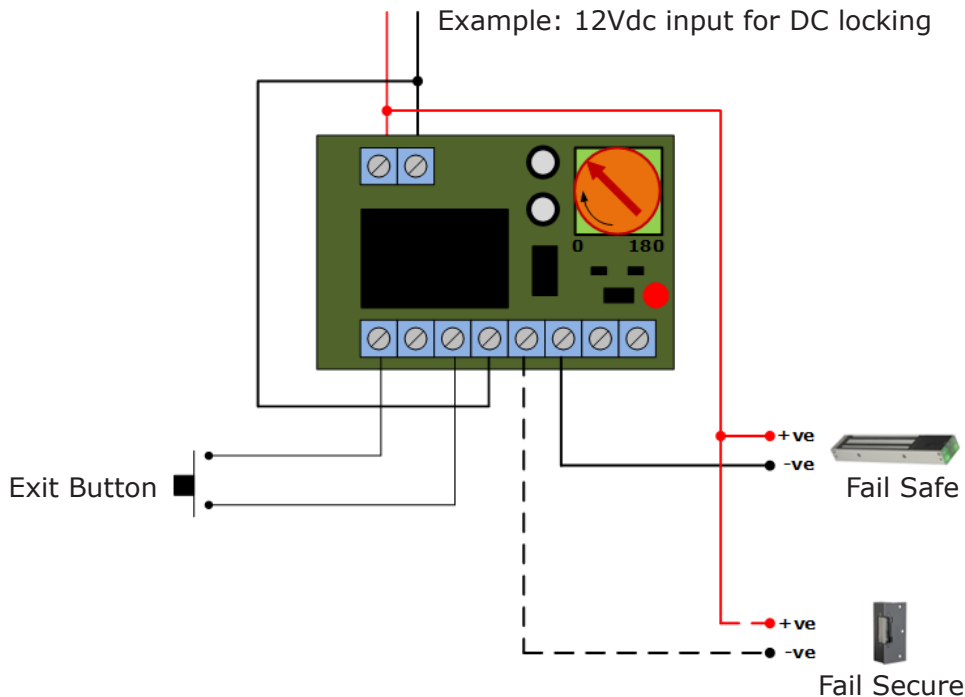 Example: 12Vdc input for DC locking
0 180
+ve
-ve
Exit Button
Fail Safe
+ve
-ve
Fail Secure